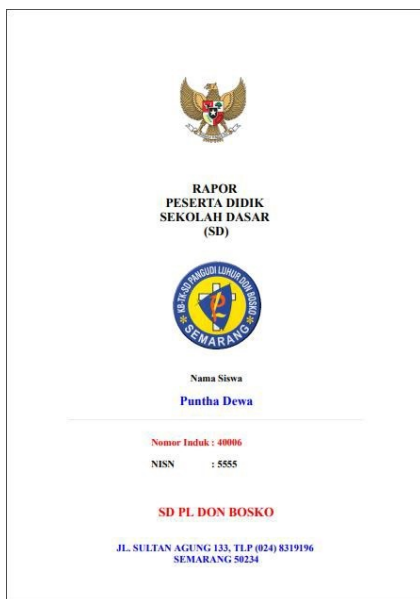 RAPOR
PESERTA DIDIK
SEKOLAH DASAR
(SD)
KB-TK-SD PANGUDI LUHUR DON BOSKO
SEMARANG
Nama Siswa
Puntha Dewa
Nomor Induk : 40006
NISN : 5555
SD PL DON BOSKO
JL. SULTAN AGUNG 133, TLP (024) 8319196
SEMARANG 50234